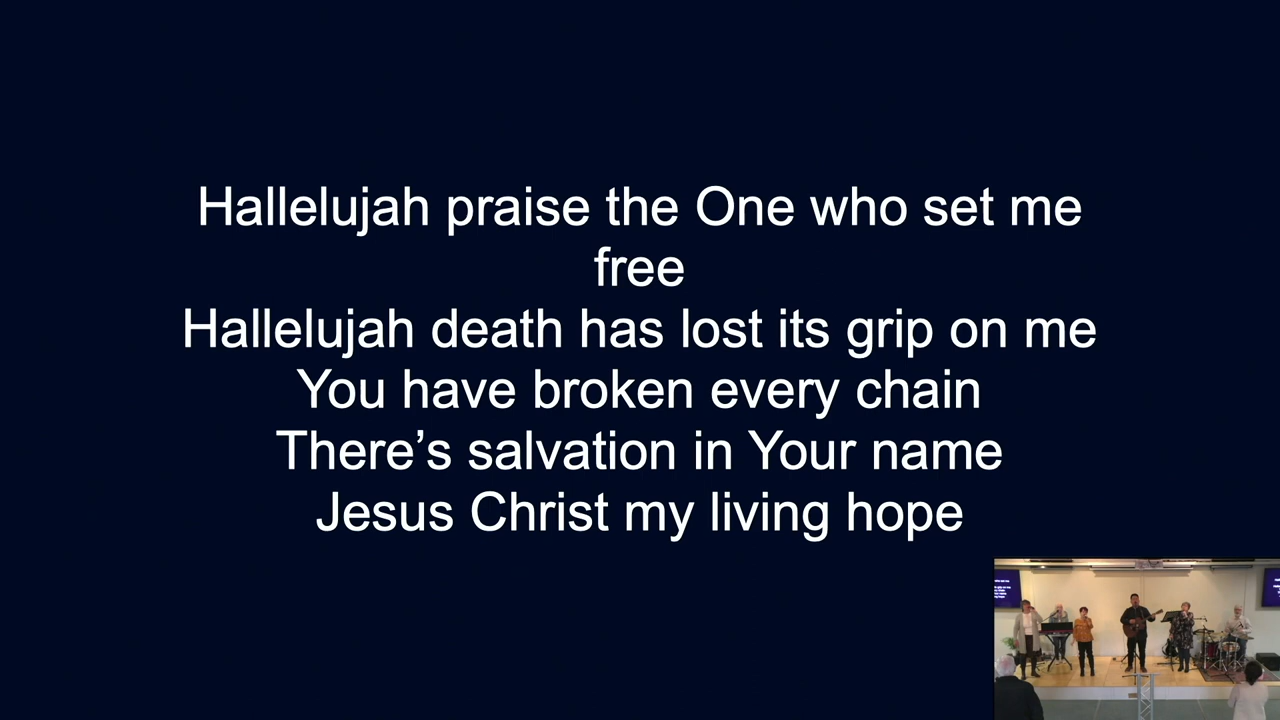 Hallelujah praise the One who set me
free
Hallelujah death has lost its grip on me
You have broken every chain
There’s salvation in Your name
Jesus Christ my living hope